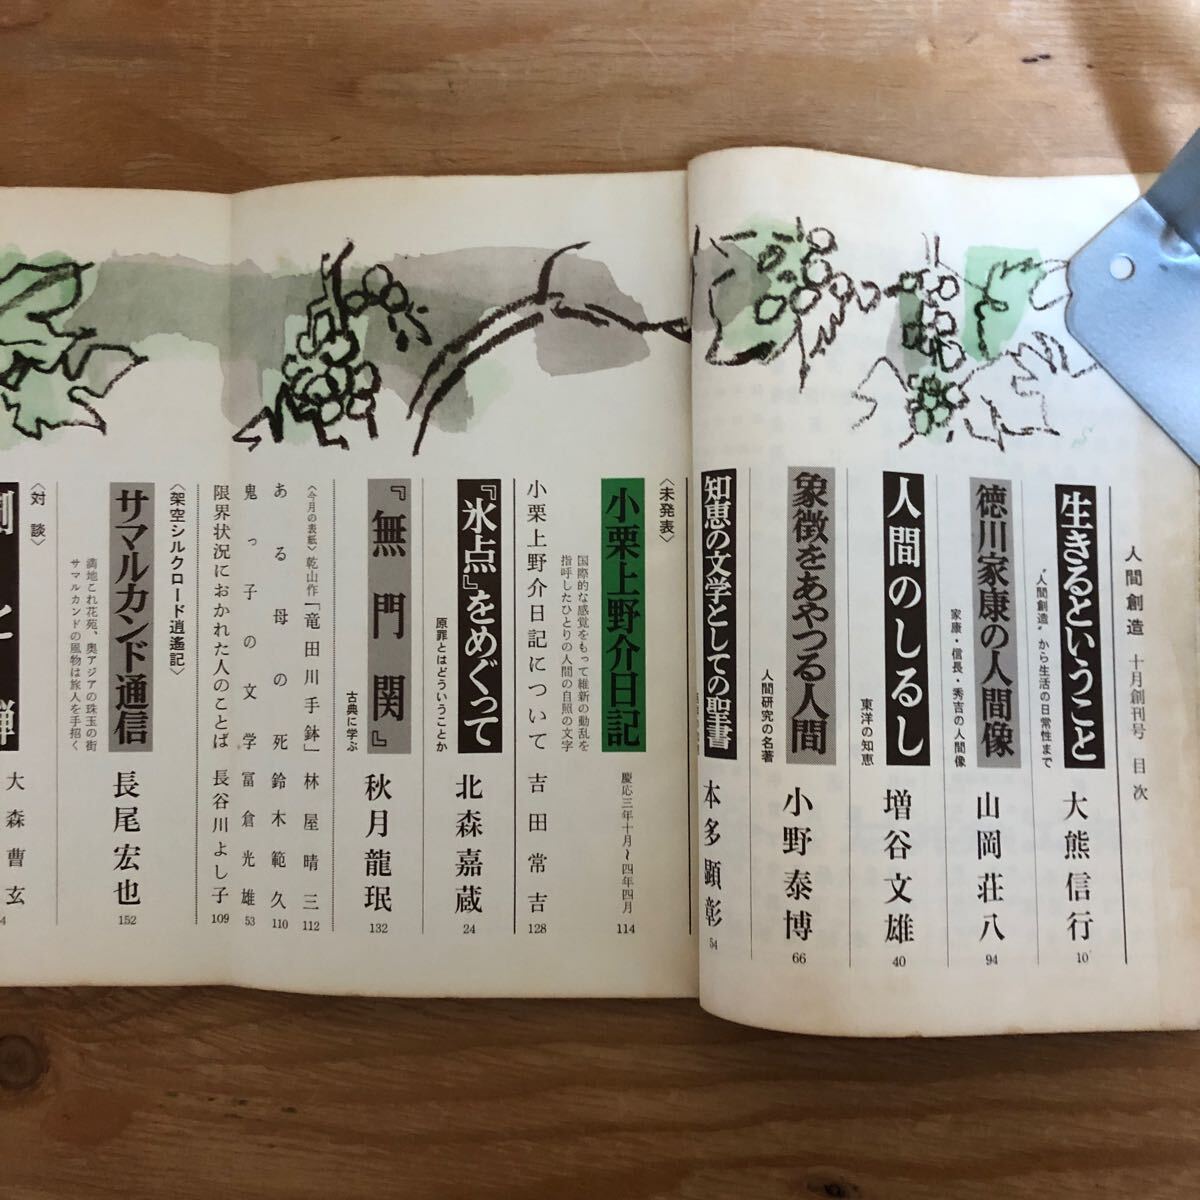 人間創造 十月創刊号 目次
生きるということ
"人間創造"から生活の日常性まで
大熊信行
10
徳川家康の人間像
家康・信長・秀吉の人間像
山岡荘八
94
人間のしるし
東洋の知恵
増谷文雄
40
象徴をあやつる人間
人間研究の名著
小野泰博
66
知恵の文学としての聖書
本多顕彰
54
〈未発表〉
小栗上野介日記
国際的な感覚をもって維新の動乱を
指呼したひとりの人間の自照の文字
慶応三年十月〜四年四月
114
小栗上野介日記について
吉田常吉
128
『氷点』をめぐって
原罪とはどういうことか
北森嘉蔵
24
『無門関』
古典に学ぶ
秋月龍珉
132
〈今月の表紙〉乾山作「竜田川手鉢」 林屋晴三 112
ある母の死 鈴木範久 110
鬼っ子の文学 冨倉光雄 53
限界状況におかれた人のことば 長谷川よし子 109
〈架空シルクロード逍遙記〉
サマルカンド通信
満地これ花苑、奥アジアの珠玉の街
サマルカンドの風物は旅人を手招く
長尾宏也
152
〈対談〉
と禅
大森曹玄
4